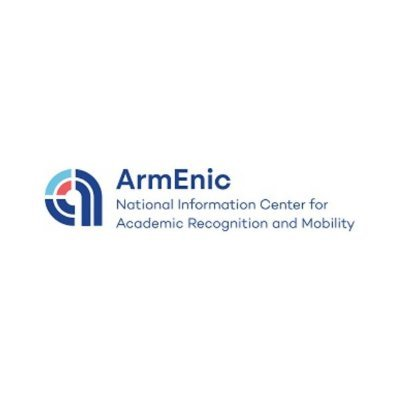 ArmEnic
National Information Center for
Academic Recognition and Mobility